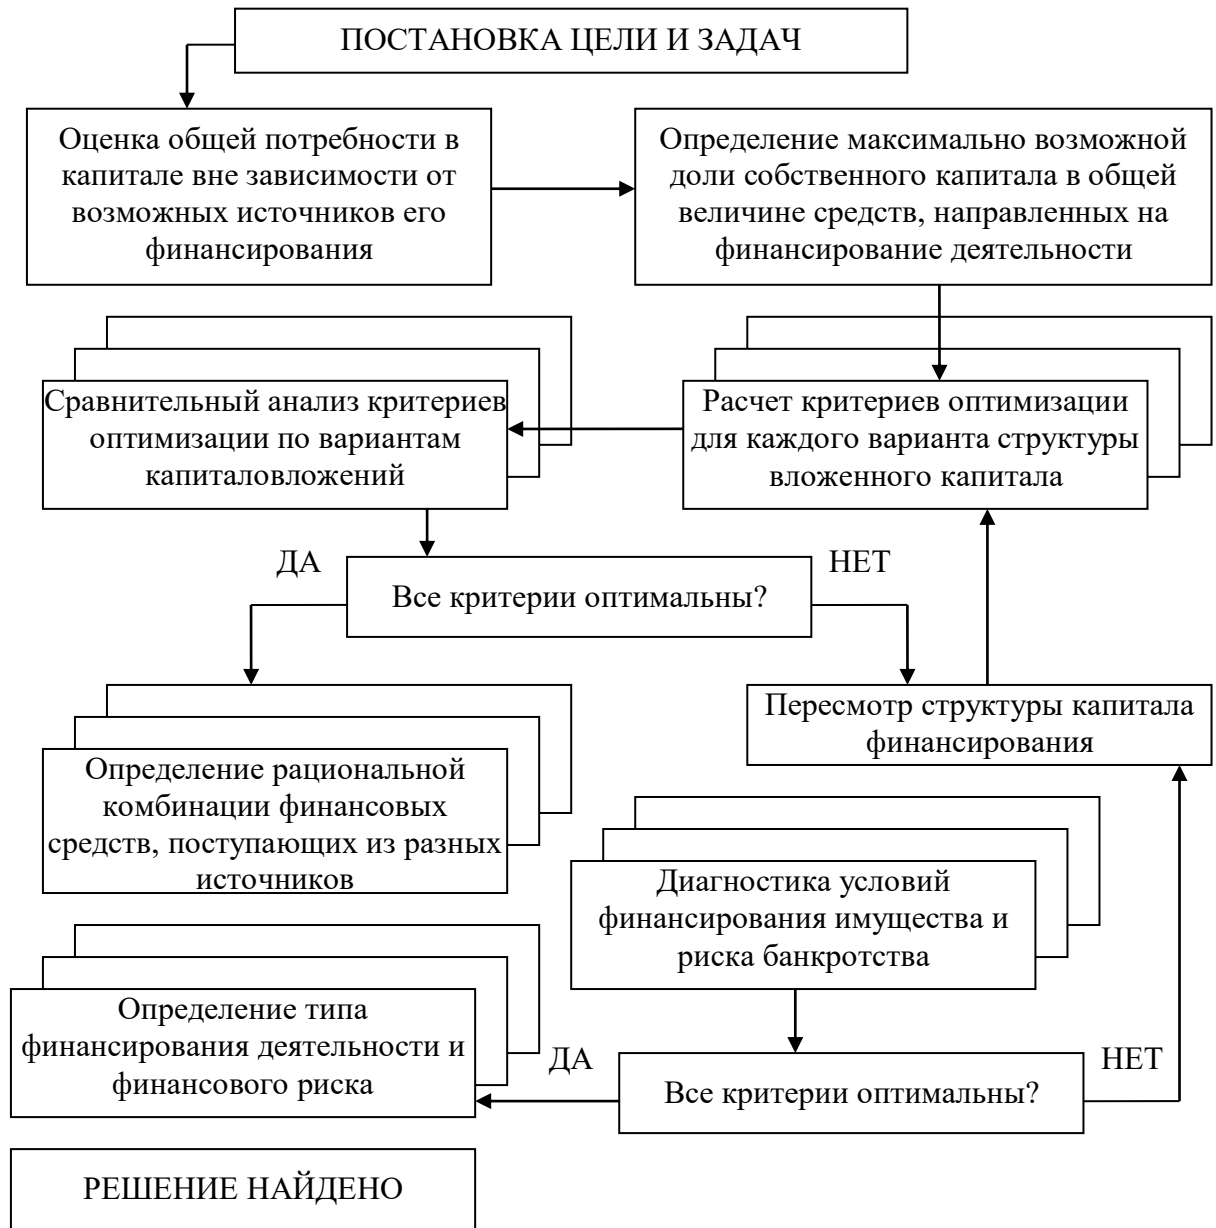 ПОСТАНОВКА ЦЕЛИ И ЗАДАЧ
Оценка общей потребности в
капитале вне зависимости от
возможных источников его
финансирования
Определение максимально возможной
доли собственного капитала в общей
величине средств, направленных на
финансирование деятельности
Сравнительный анализ критериев
оптимизации по вариантам
капиталовложений
Расчет критериев оптимизации
для каждого варианта структуры
вложенного капитала
ДА
НЕТ
Все критерии оптимальны?
Пересмотр структуры капитала
финансирования
Определение рациональной
комбинации финансовых
средств, поступающих из разных
источников
Диагностика условий
финансирования имущества и
риска банкротства
Определение типа
финансирования деятельности и
финансового риска
ДА
НЕТ
Все критерии оптимальны?
РЕШЕНИЕ НАЙДЕНО